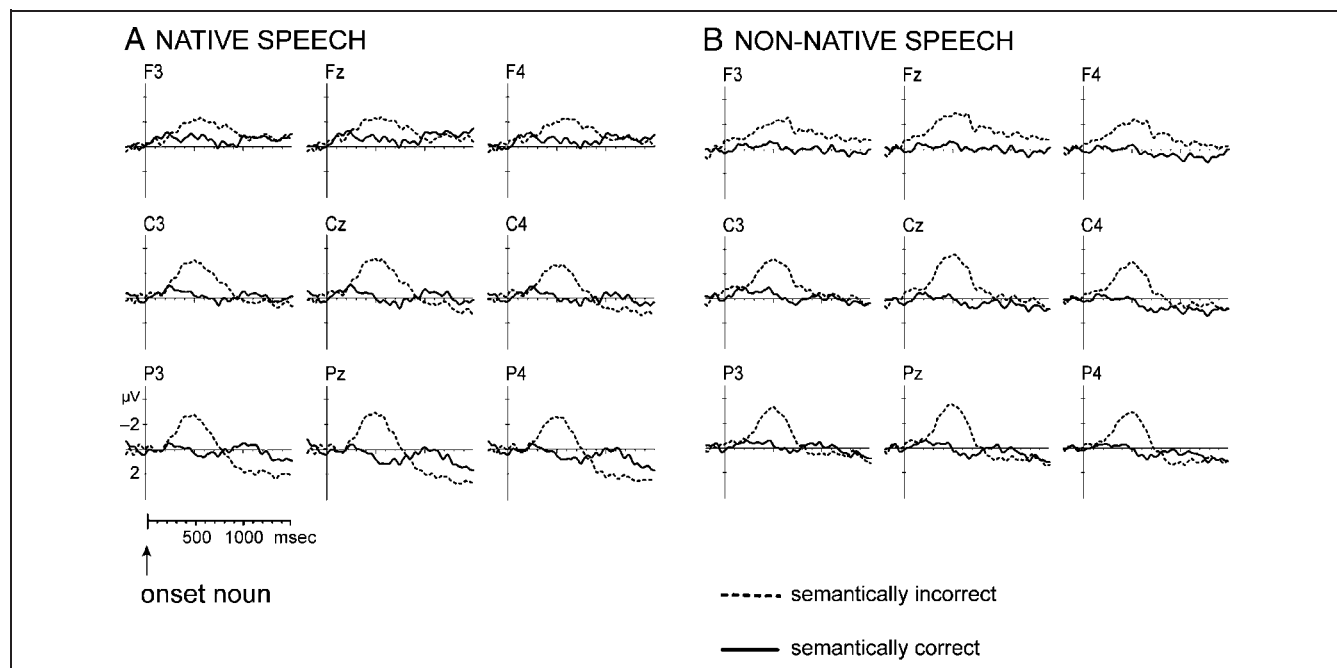 A NATIVE SPEECH
F3 Fz F4
C3 Cz C4
P3 Pz P4
µV
−2
2
500 1000 msec
onset noun
B NON-NATIVE SPEECH
F3 Fz F4
C3 Cz C4
P3 Pz P4
semantically incorrect
semantically correct